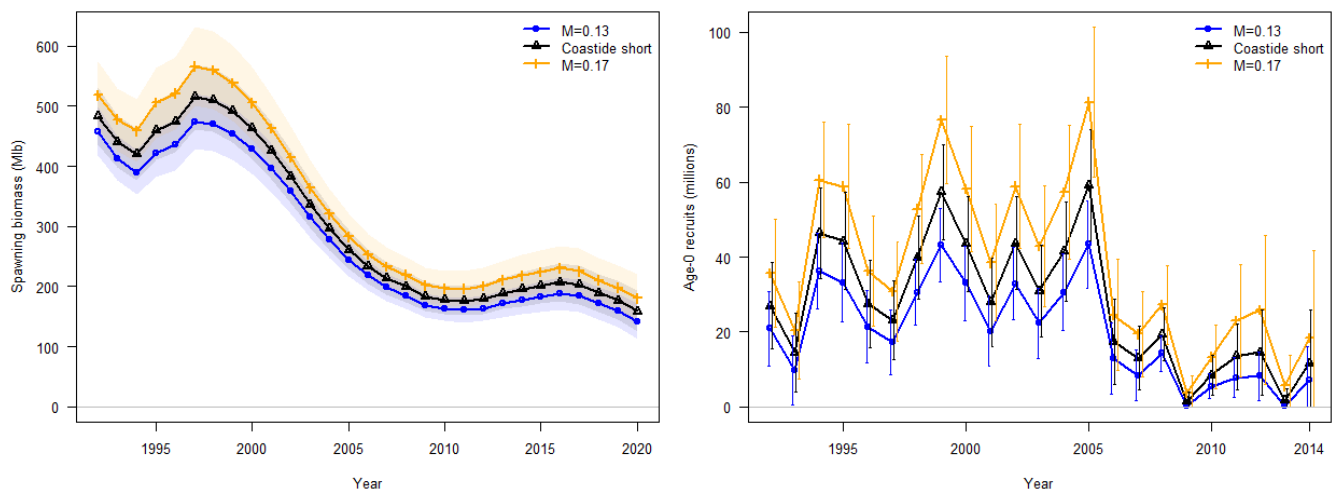 Spawning biomass (Mlb)
600
500
400
300
200
100
0
M=0.13
Coastide short
M=0.17
1995 2000 2005 2010 2015 2020
Year
Age-0 recruits (millions)
100
80
60
40
20
0
M=0.13
Coastide short
M=0.17
1995 2000 2005 2010 2014
Year